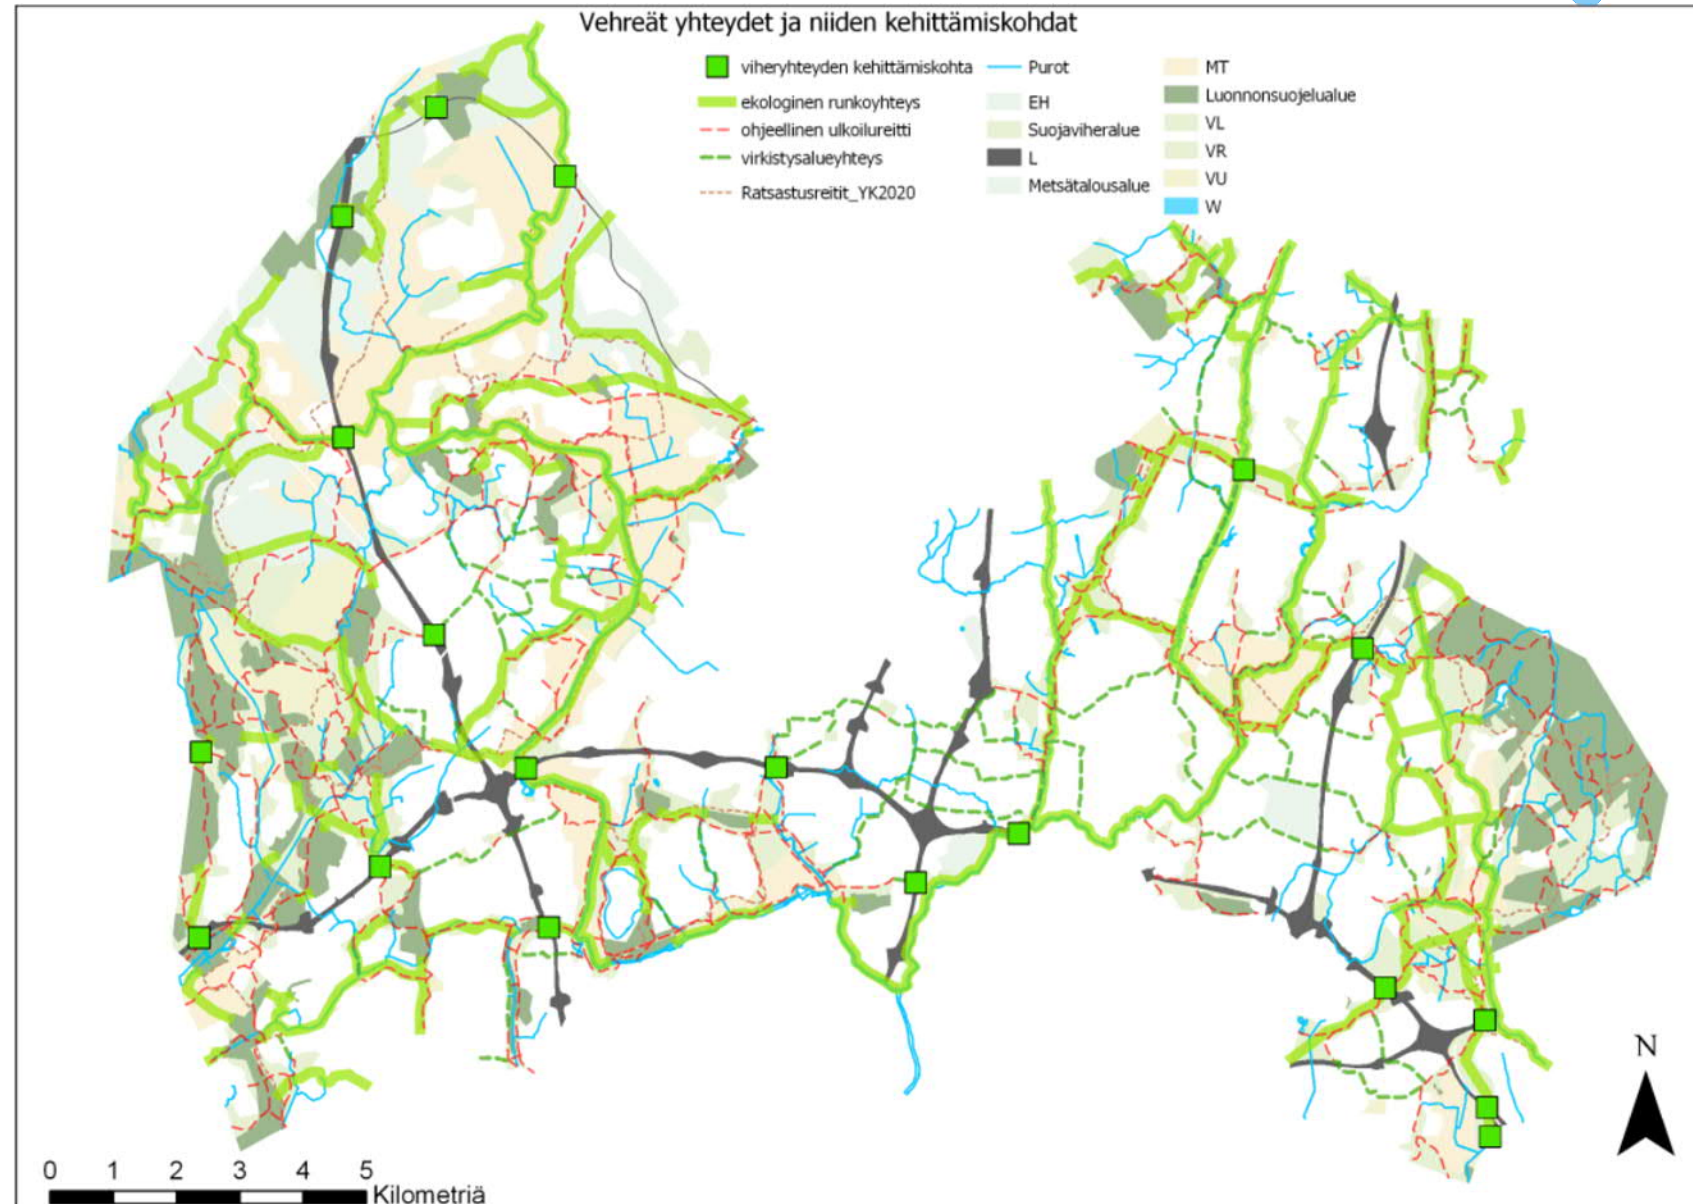 Vehreät yhteydet ja niiden kehittämiskohdat
viheryhteyden kehittämiskohta
ekologinen runkoyhteys
ohjeellinen ulkoilureitti
virkistysalueyhteys
Ratsastusreitit_YK2020
Purot
EH
Suojaviheralue
L
Metsätalousalue
MT
Luonnonsuojelualue
VL
VR
VU
W
N
0 1 2 3 4 5
Kilometriä